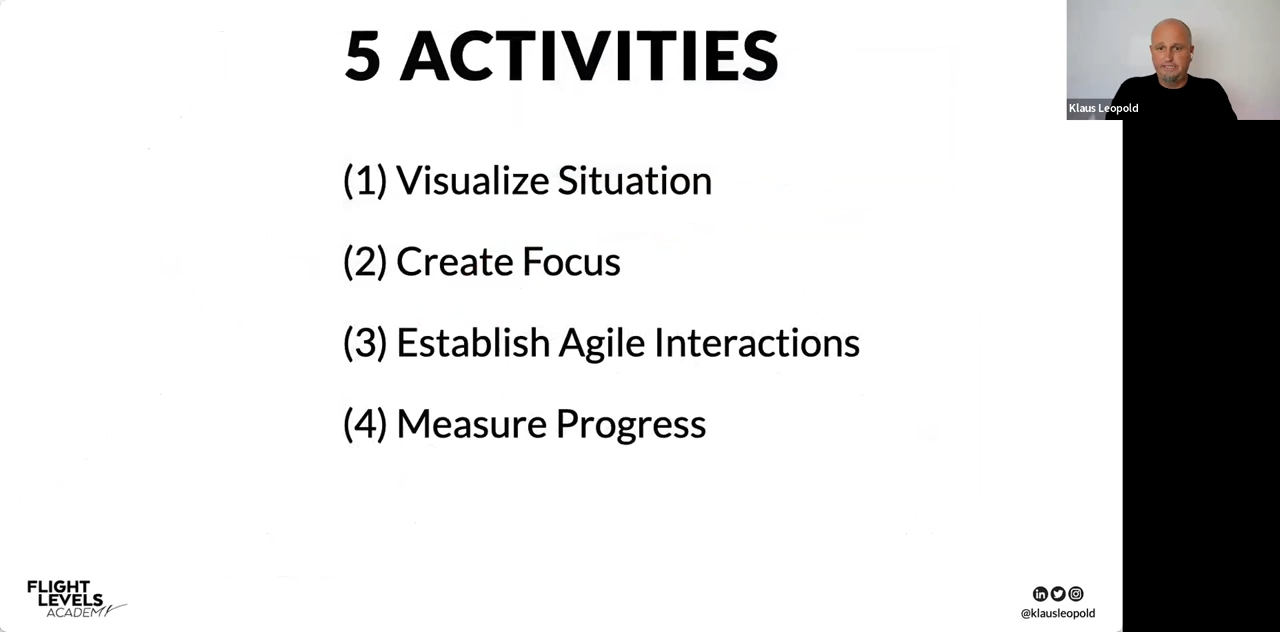 5 ACTIVITIES
Klaus Leopold
(1) Visualize Situation
(2) Create Focus
(3) Establish Agile Interactions
(4) Measure Progress
FLIGHT
LEVELS
ACADEMY
in
@klausleopold